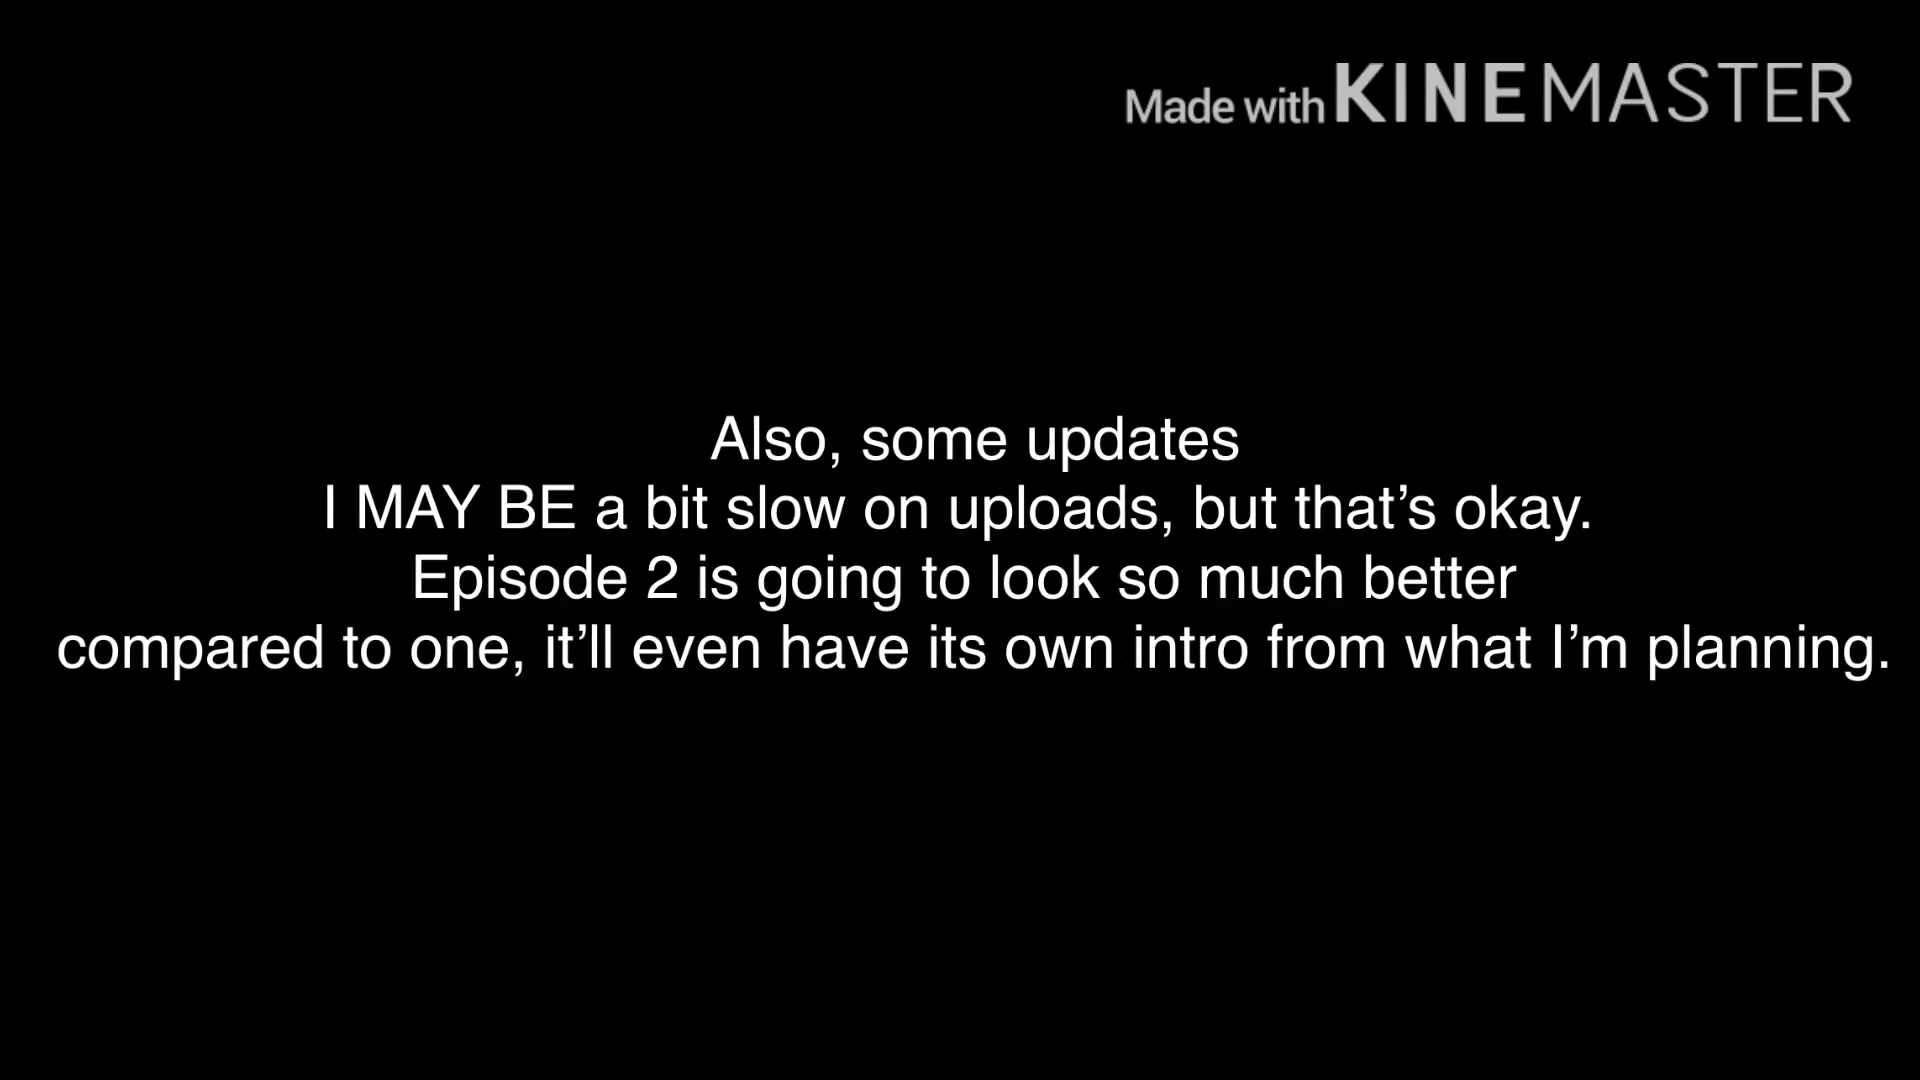 Made with KINEMASTER
Also, some updates
I MAY BE a bit slow on uploads, but that’s okay.
Episode 2 is going to look so much better
compared to one, it’ll even have its own intro from what I’m planning.